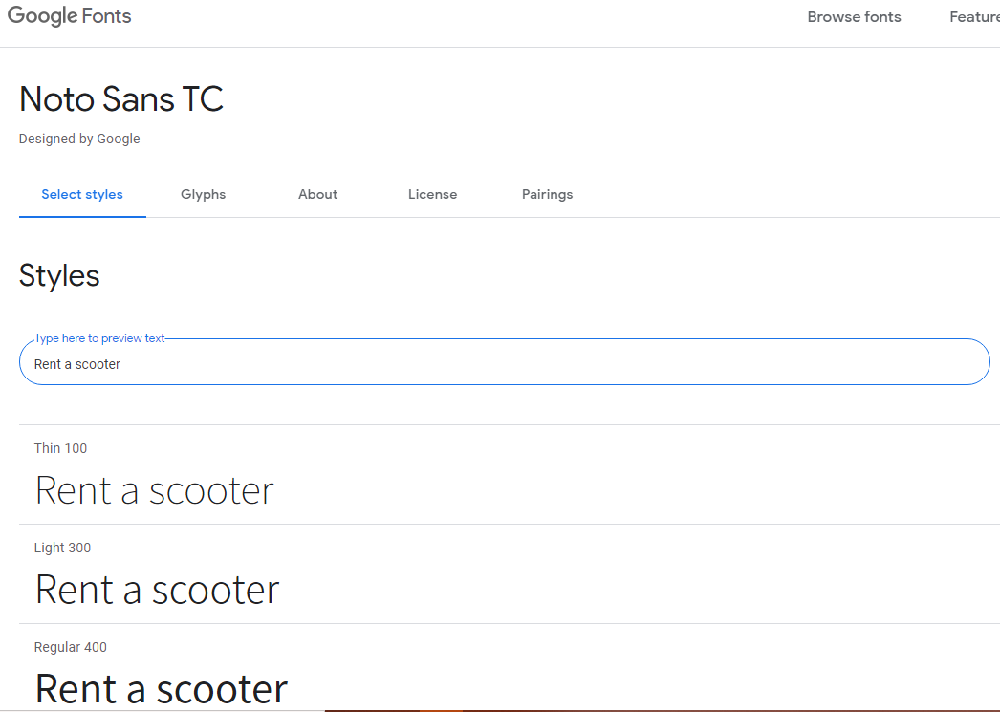 Google Fonts
Browse fonts
Noto Sans TC
Designed by Google
Select styles
Glyphs
About
License
Pairings
Styles
Type here to preview text
Rent a scooter
Thin 100
Rent a scooter
Light 300
Rent a scooter
Regular 400
Rent a scooter